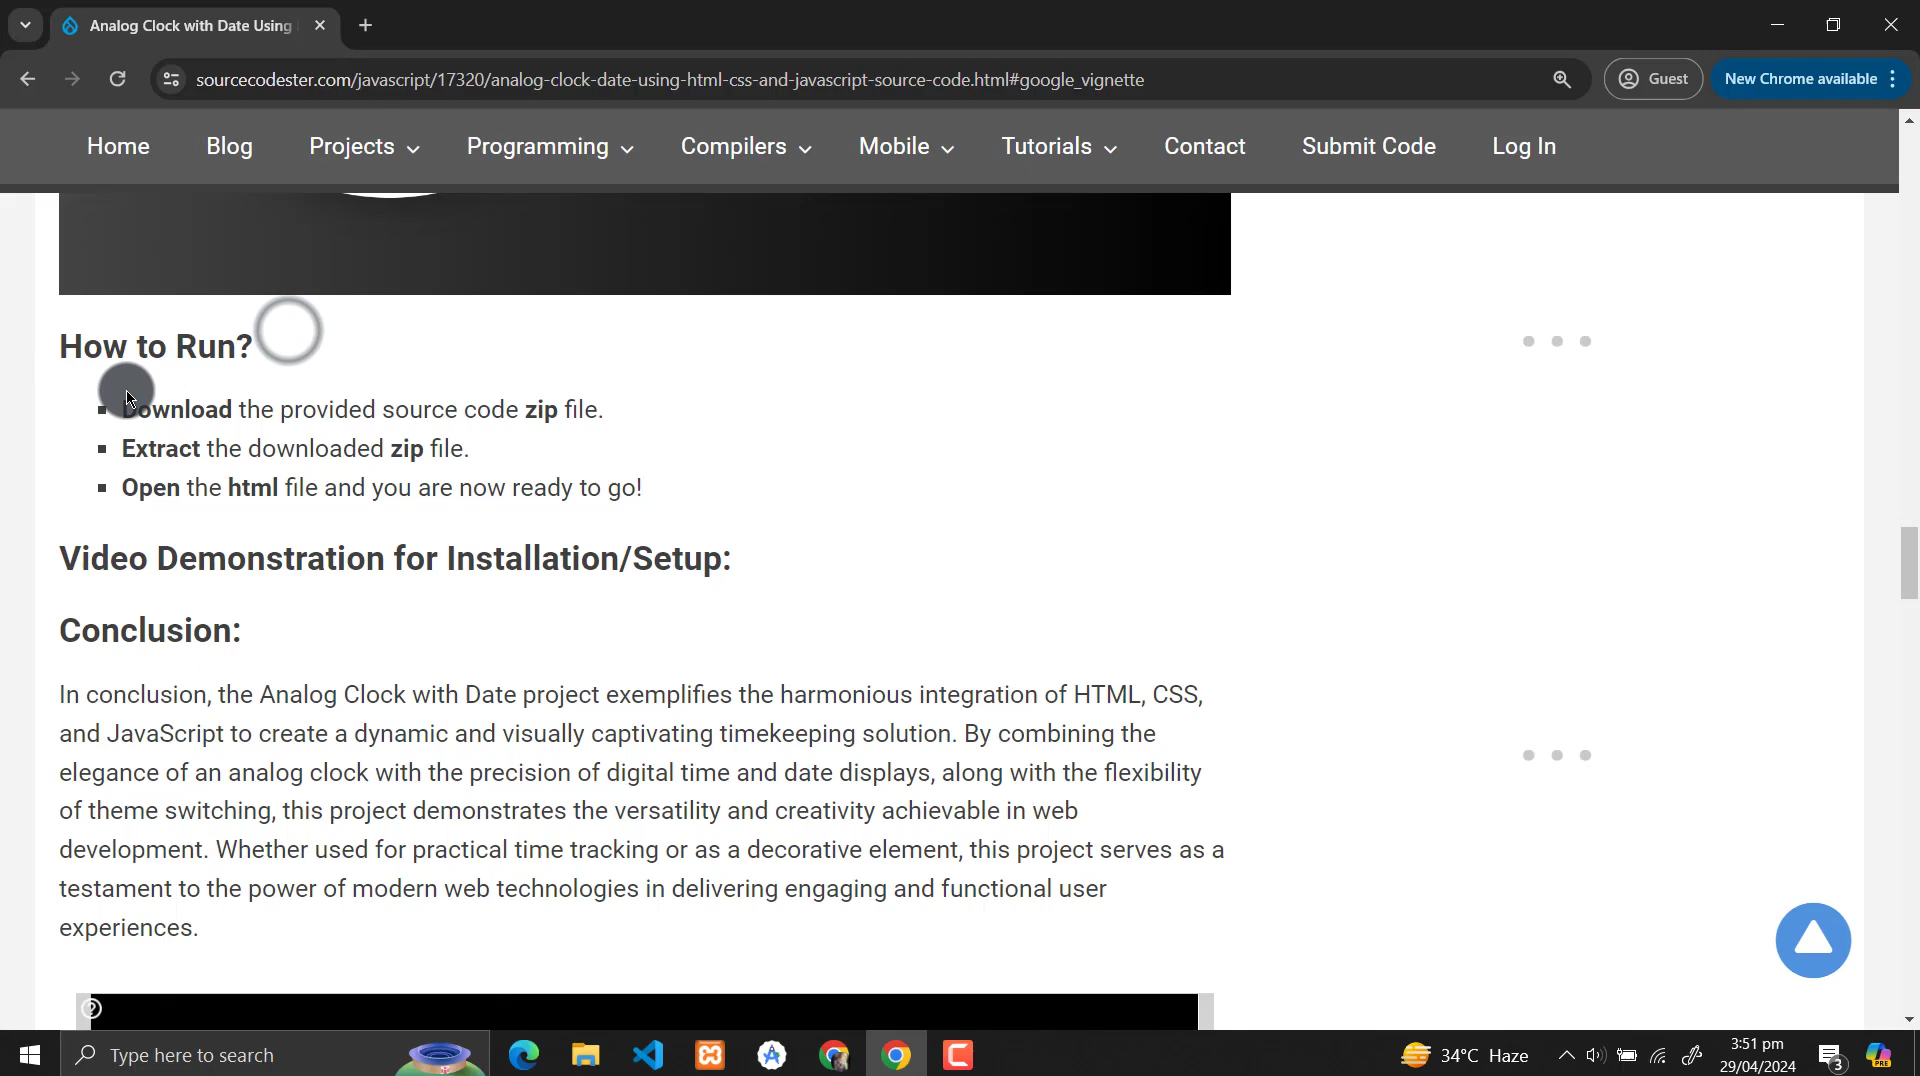 Analog Clock with Date Using
sourcecodester.com/javascript/17320/analog-clock-date-using-html-css-and-javascript-source-code.html#google_vignette
Guest
New Chrome available
Home
Blog
Projects
Programming
Compilers
Mobile
Tutorials
Contact
Submit Code
Log In
How to Run?
Download the provided source code zip file.
Extract the downloaded zip file.
Open the html file and you are now ready to go!
Video Demonstration for Installation/Setup:
Conclusion:
In conclusion, the Analog Clock with Date project exemplifies the harmonious integration of HTML, CSS,
and JavaScript to create a dynamic and visually captivating timekeeping solution. By combining the
elegance of an analog clock with the precision of digital time and date displays, along with the flexibility
of theme switching, this project demonstrates the versatility and creativity achievable in web
development. Whether used for practical time tracking or as a decorative element, this project serves as a
testament to the power of modern web technologies in delivering engaging and functional user
experiences.
Type here to search
34°C Haze
3:51 pm
29/04/2024
3
PRE